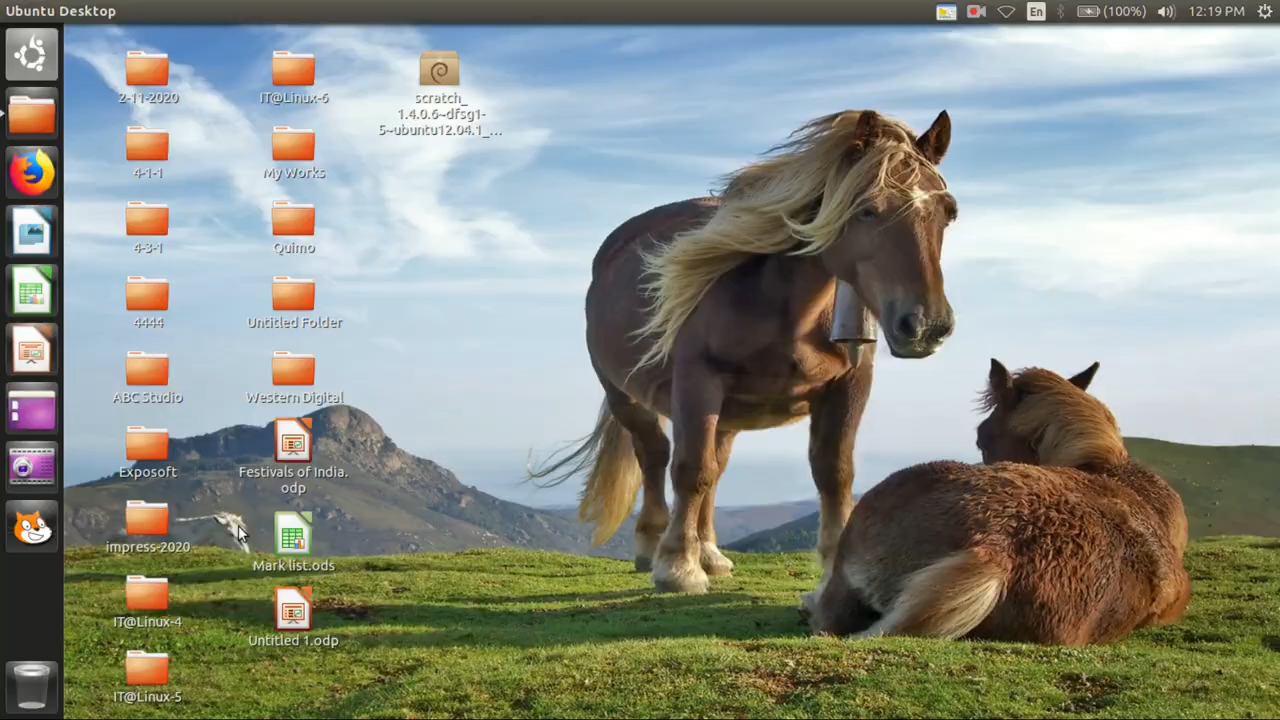 Ubuntu Desktop
En
(100%)
12:19 PM
2-11-2020
4-1-1
4-3-1
4444
ABC Studio
Exposoft
impress-2020
IT@Linux-4
IT@Linux-5
IT@Linux-6
My Works
Quimo
Untitled Folder
Western Digital
Festivals of India.
odp
Mark list.ods
Untitled 1.odp
scratch_
1.4.0.6~dfsg1-
5~ubuntu12.04.1_...